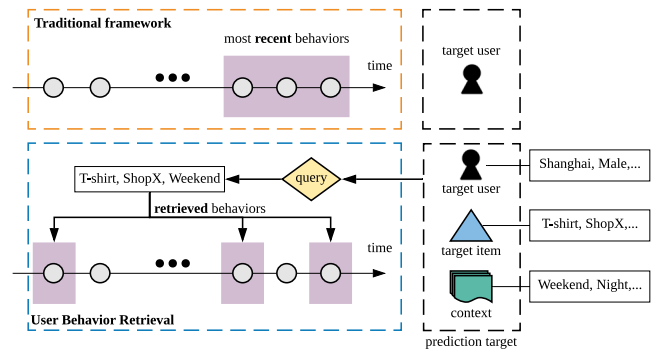 Traditional framework
most recent behaviors
time
target user
T-shirt, ShopX, Weekend
query
retrieved behaviors
time
User Behavior Retrieval
target user
Shanghai, Male,...
target item
T-shirt, ShopX,...
context
Weekend, Night,...
prediction target